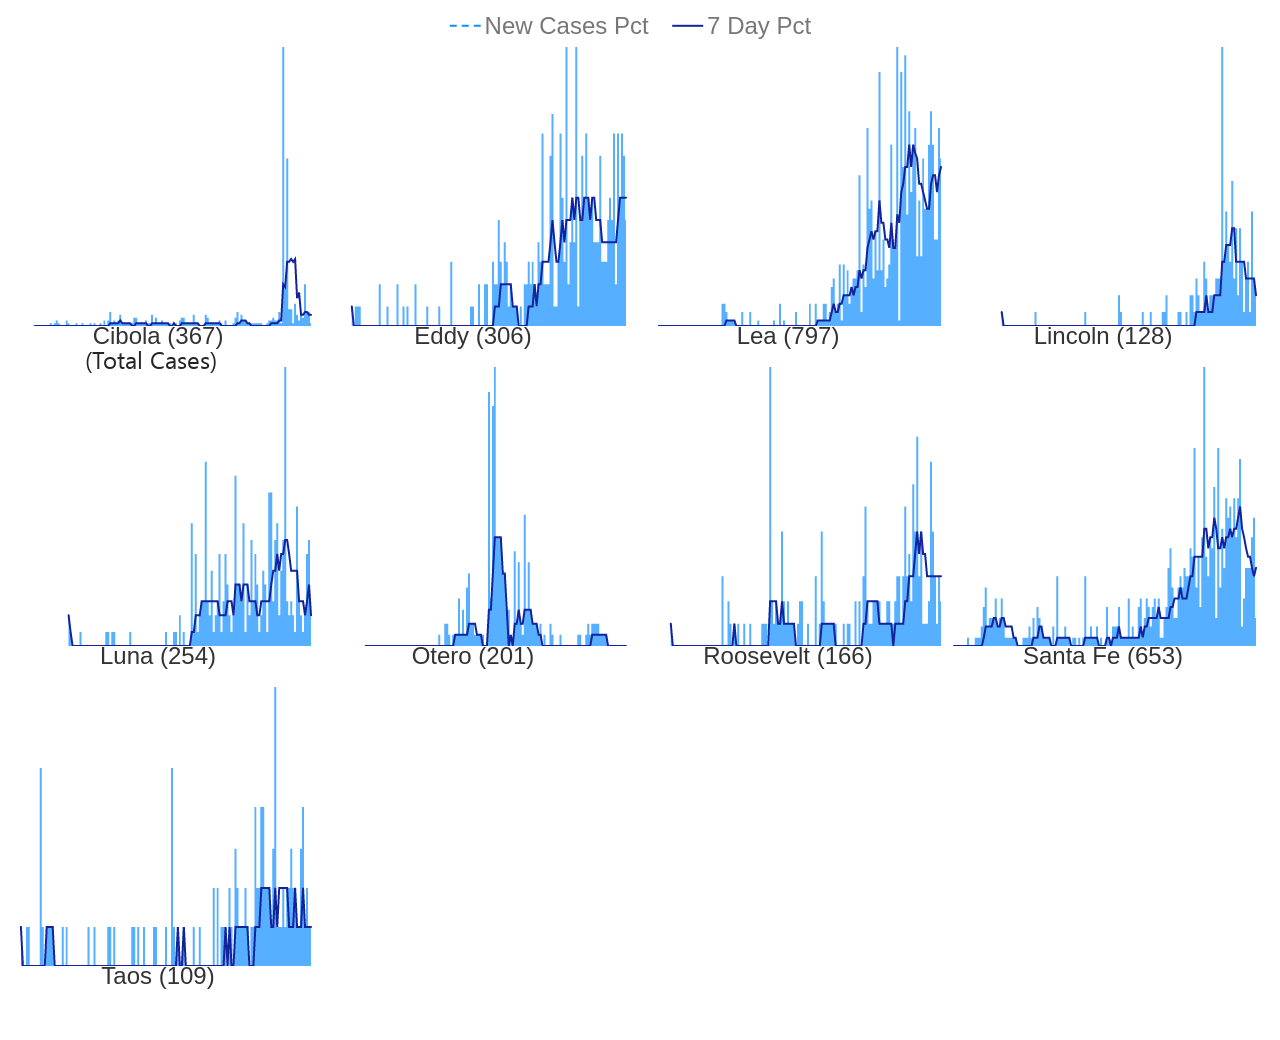 New Cases Pct 7 Day Pct
Cibola (367) Eddy (306) Lea (797) Lincoln (128)
(Total Cases)
Luna (254) Otero (201) Roosevelt (166) Santa Fe (653)
Taos (109)